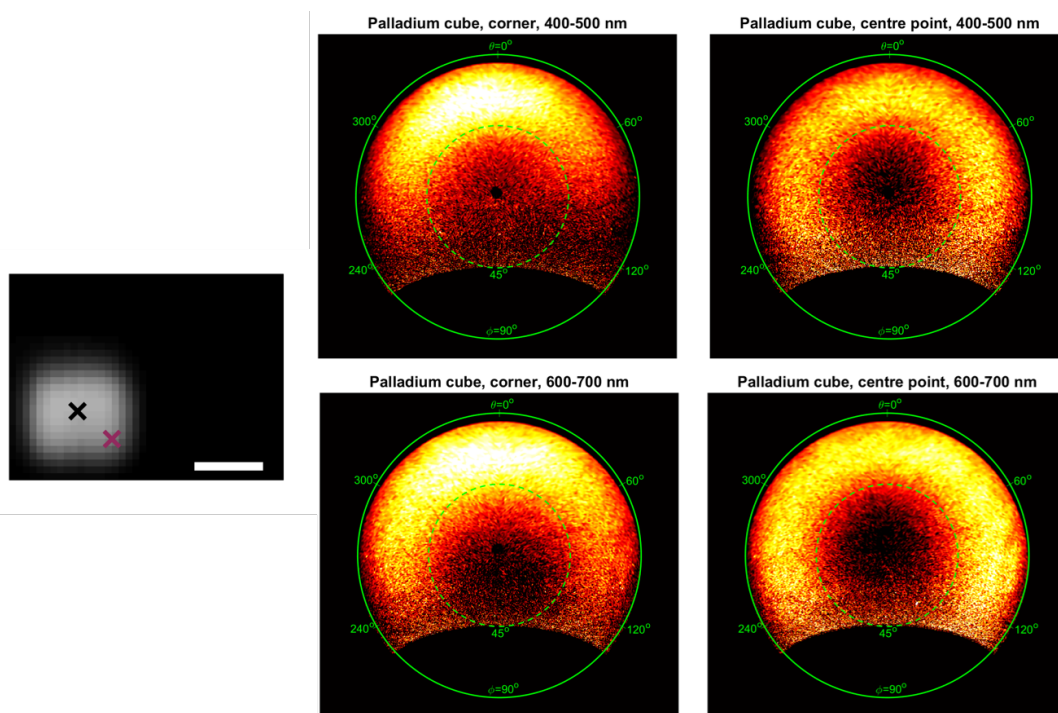 Palladium cube, corner, 400-500 nm
θ=0°
300°
60°
240°
120°
45°
ϕ=90°
Palladium cube, centre point, 400-500 nm
θ=0°
300°
60°
240°
120°
45°
ϕ=90°
Palladium cube, corner, 600-700 nm
θ=0°
300°
60°
240°
120°
45°
ϕ=90°
Palladium cube, centre point, 600-700 nm
θ=0°
300°
60°
240°
120°
45°
ϕ=90°